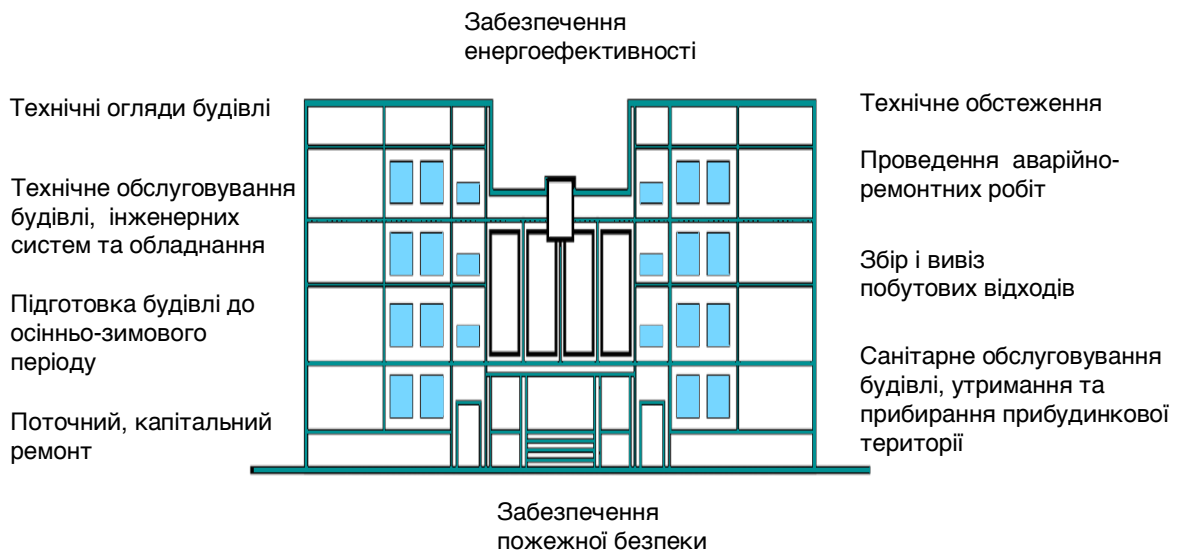 Забезпечення
енергоефективності
Технічні огляди будівлі
Технічне обслуговування
будівлі, інженерних
систем та обладнання
Підготовка будівлі до
осінньо-зимового
періоду
Поточний, капітальний
ремонт
Технічне обстеження
Проведення аварійно-
ремонтних робіт
Збір і вивіз
побутових відходів
Санітарне обслуговування
будівлі, утримання та
прибирання прибудинкової
території
Забезпечення
пожежної безпеки